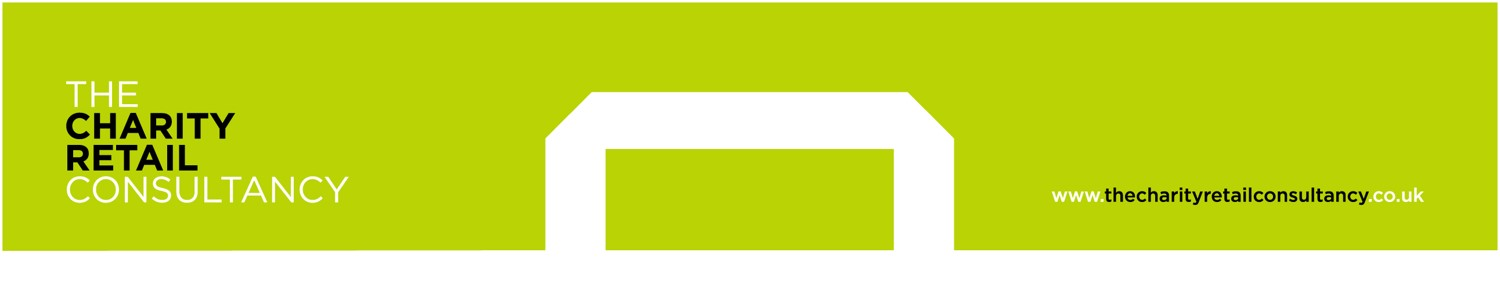 THE
CHARITY
RETAIL
CONSULTANCY
www.thecharityretailconsultancy.co.uk